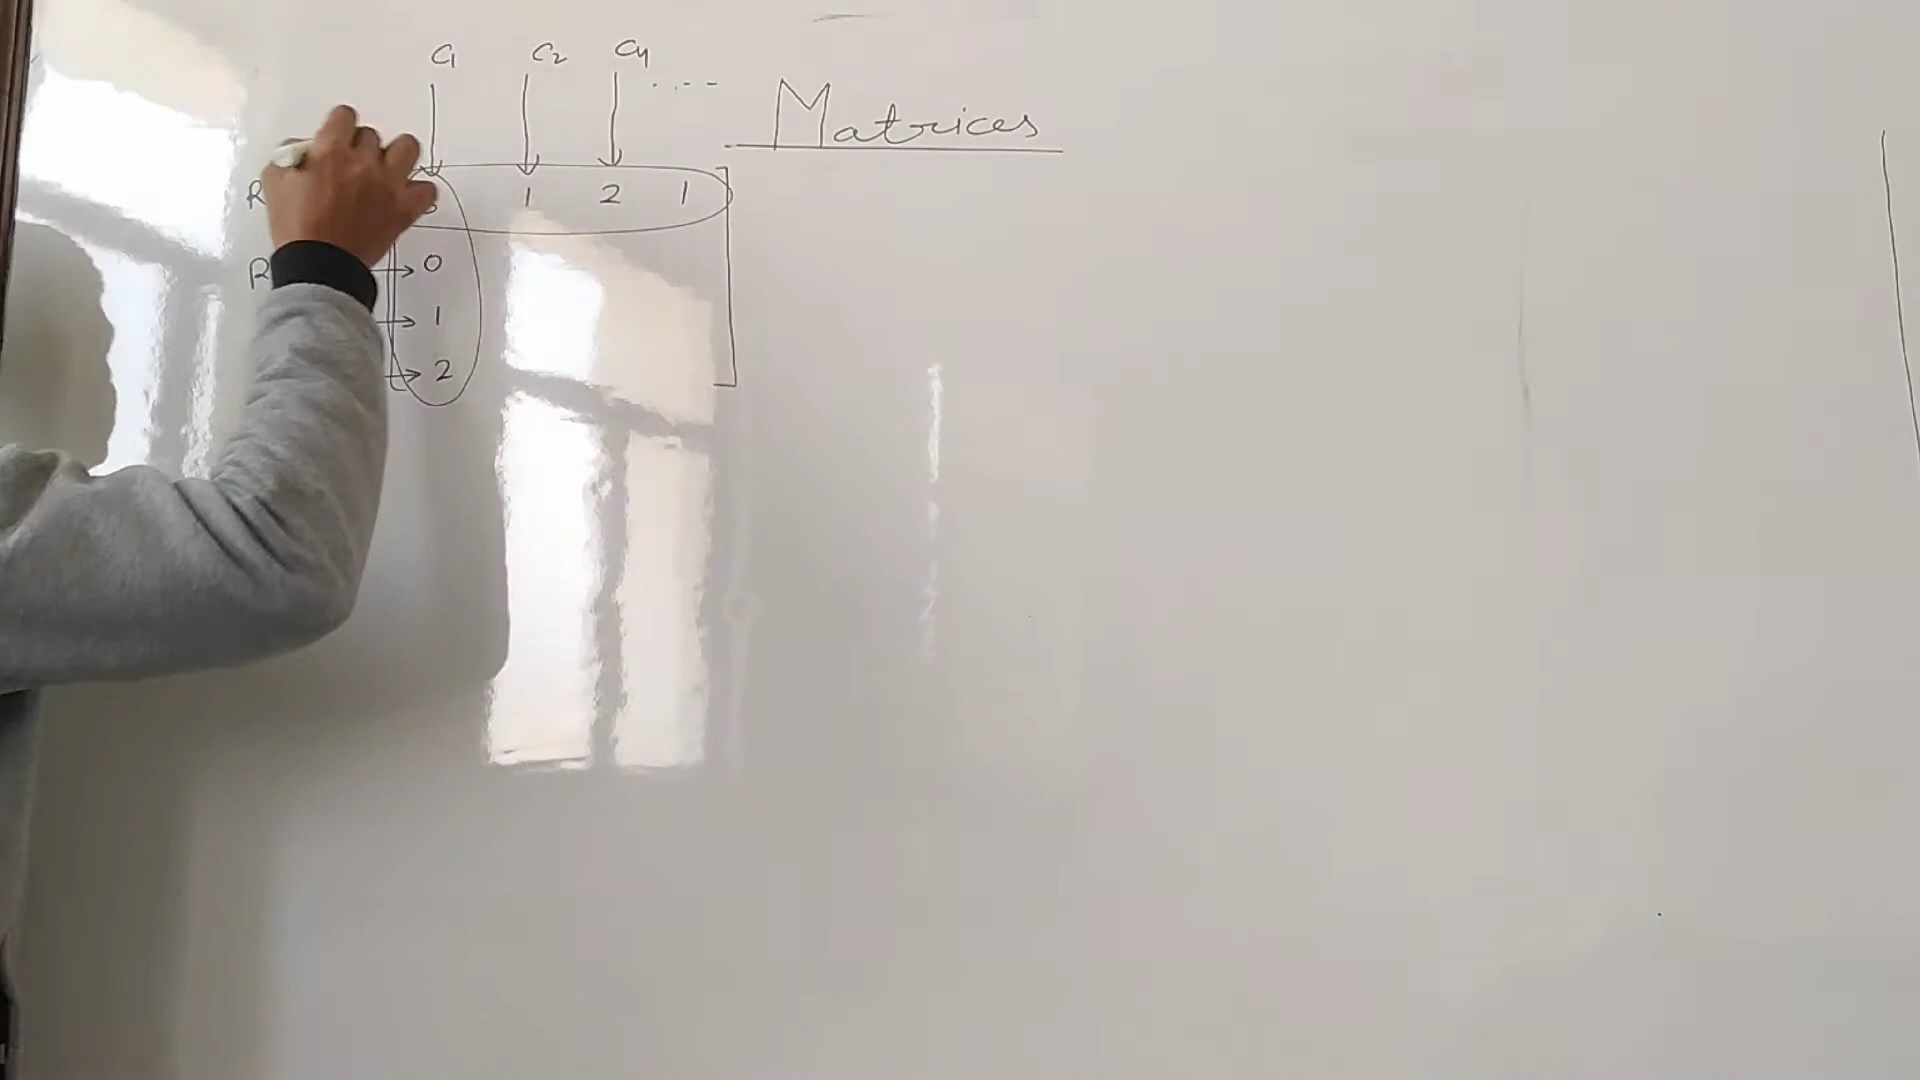 C1 C2 C4 ....
Matrices
R 1 2 1
R → 0
→ 1
→ 2